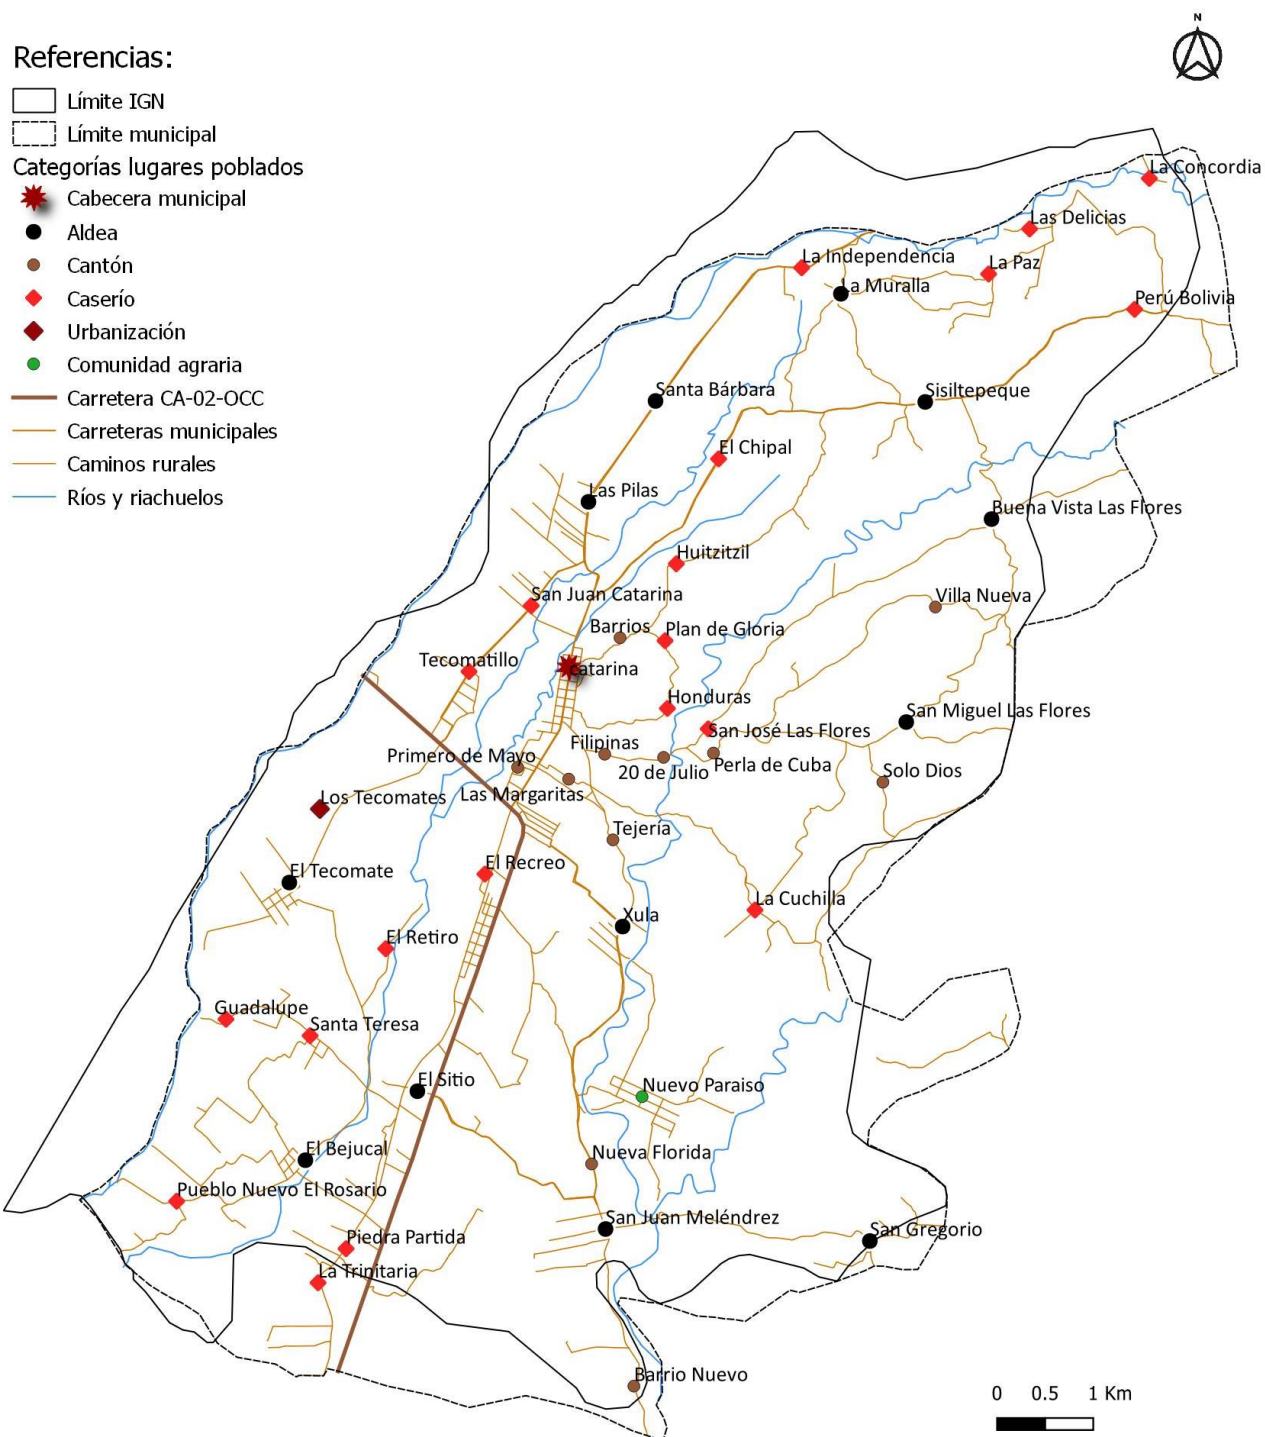 N
Referencias:
Límite IGN
Límite municipal
Categorías lugares poblados
Cabecera municipal
Aldea
Cantón
Caserío
Urbanización
Comunidad agraria
Carretera CA-02-OCC
Carreteras municipales
Caminos rurales
Ríos y riachuelos
La Concordia
Las Delicias
La Independencia
La Paz
La Muralla
Perú Bolivia
Santa Bárbara
Sisiltepeque
El Chipal
Las Pilas
Buena Vista Las Flores
Huitzitzil
San Juan Catarina
Villa Nueva
Barrios
Plan de Gloria
Tecomatillo
catarina
Honduras
San Miguel Las Flores
San José Las Flores
Filipinas
Primero de Mayo
20 de Julio
Perla de Cuba
Solo Dios
Las Margaritas
Los Tecomates
Tejería
El Recreo
El Tecomate
La Cuchilla
Xula
El Retiro
Guadalupe
Santa Teresa
El Sitio
Nuevo Paraiso
El Bejucal
Nueva Florida
Pueblo Nuevo El Rosario
San Juan Meléndrez
San Gregorio
Piedra Partida
La Trinitaria
Barrio Nuevo
0 0.5 1 Km